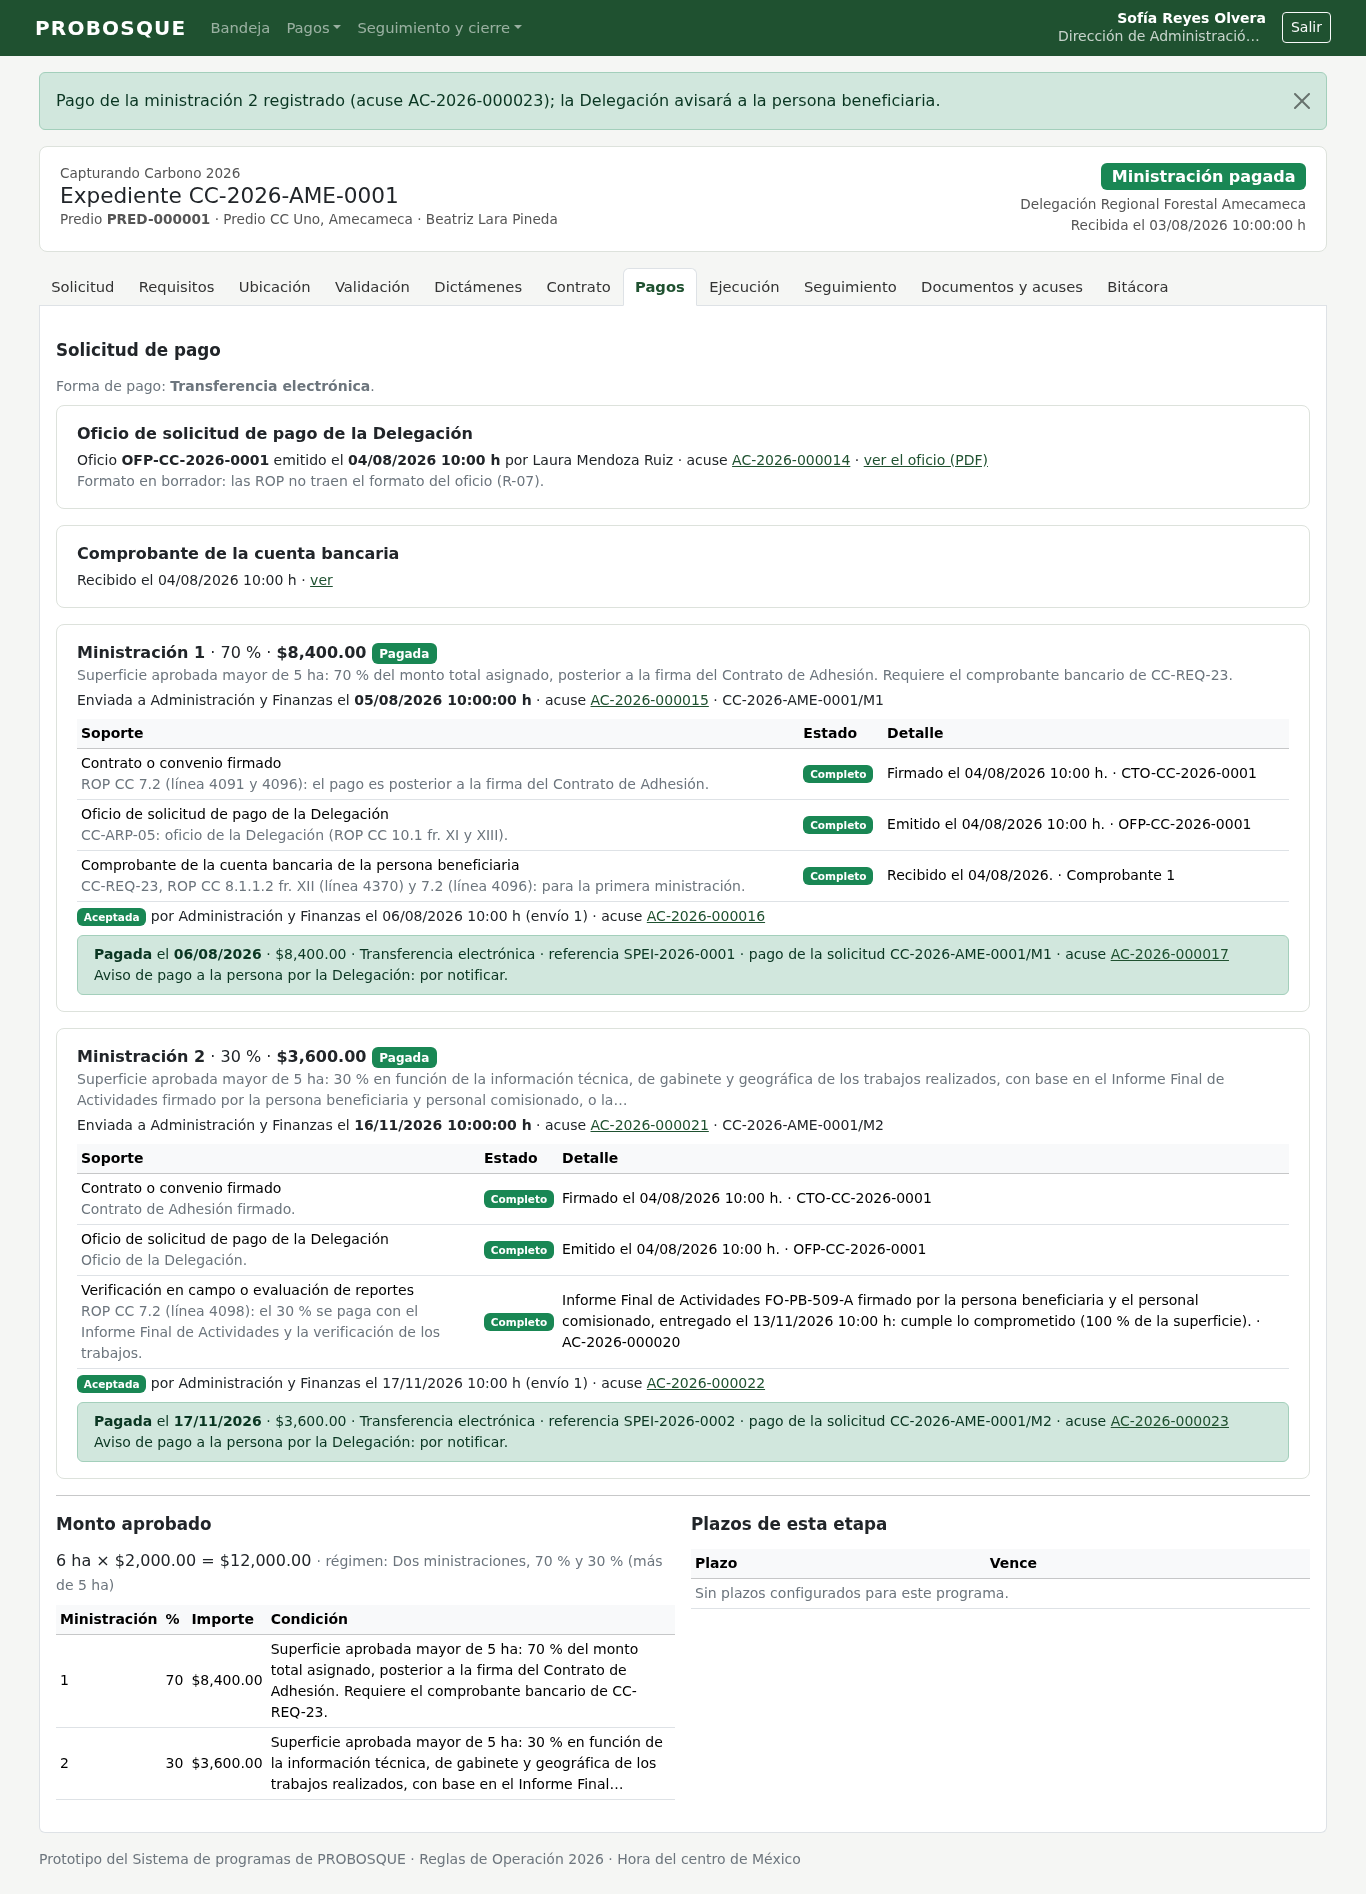 PROBOSQUE
Bandeja
Pagos
Seguimiento y cierre
Sofía Reyes Olvera
Dirección de Administració…
Salir
Pago de la ministración 2 registrado (acuse AC-2026-000023); la Delegación avisará a la persona beneficiaria.
Capturando Carbono 2026
Expediente CC-2026-AME-0001
Predio PRED-000001 · Predio CC Uno, Amecameca · Beatriz Lara Pineda
Ministración pagada
Delegación Regional Forestal Amecameca
Recibida el 03/08/2026 10:00:00 h
Solicitud
Requisitos
Ubicación
Validación
Dictámenes
Contrato
Pagos
Ejecución
Seguimiento
Documentos y acuses
Bitácora
Solicitud de pago
Forma de pago: Transferencia electrónica.
Oficio de solicitud de pago de la Delegación
Oficio OFP-CC-2026-0001 emitido el 04/08/2026 10:00 h por Laura Mendoza Ruiz · acuse AC-2026-000014 · ver el oficio (PDF)
Formato en borrador: las ROP no traen el formato del oficio (R-07).
Comprobante de la cuenta bancaria
Recibido el 04/08/2026 10:00 h · ver
Ministración 1 · 70 % · $8,400.00 Pagada
Superficie aprobada mayor de 5 ha: 70 % del monto total asignado, posterior a la firma del Contrato de Adhesión. Requiere el comprobante bancario de CC-REQ-23.
Enviada a Administración y Finanzas el 05/08/2026 10:00:00 h · acuse AC-2026-000015 · CC-2026-AME-0001/M1
Soporte Estado Detalle
Contrato o convenio firmado
ROP CC 7.2 (línea 4091 y 4096): el pago es posterior a la firma del Contrato de Adhesión.
Completo
Firmado el 04/08/2026 10:00 h. · CTO-CC-2026-0001
Oficio de solicitud de pago de la Delegación
CC-ARP-05: oficio de la Delegación (ROP CC 10.1 fr. XI y XIII).
Completo
Emitido el 04/08/2026 10:00 h. · OFP-CC-2026-0001
Comprobante de la cuenta bancaria de la persona beneficiaria
CC-REQ-23, ROP CC 8.1.1.2 fr. XII (línea 4370) y 7.2 (línea 4096): para la primera ministración.
Completo
Recibido el 04/08/2026. · Comprobante 1
Aceptada por Administración y Finanzas el 06/08/2026 10:00 h (envío 1) · acuse AC-2026-000016
Pagada el 06/08/2026 · $8,400.00 · Transferencia electrónica · referencia SPEI-2026-0001 · pago de la solicitud CC-2026-AME-0001/M1 · acuse AC-2026-000017
Aviso de pago a la persona por la Delegación: por notificar.
Ministración 2 · 30 % · $3,600.00 Pagada
Superficie aprobada mayor de 5 ha: 30 % en función de la información técnica, de gabinete y geográfica de los trabajos realizados, con base en el Informe Final de
Actividades firmado por la persona beneficiaria y personal comisionado, o la…
Enviada a Administración y Finanzas el 16/11/2026 10:00:00 h · acuse AC-2026-000021 · CC-2026-AME-0001/M2
Soporte Estado Detalle
Contrato o convenio firmado
Contrato de Adhesión firmado.
Completo
Firmado el 04/08/2026 10:00 h. · CTO-CC-2026-0001
Oficio de solicitud de pago de la Delegación
Oficio de la Delegación.
Completo
Emitido el 04/08/2026 10:00 h. · OFP-CC-2026-0001
Verificación en campo o evaluación de reportes
ROP CC 7.2 (línea 4098): el 30 % se paga con el
Informe Final de Actividades y la verificación de los
trabajos.
Completo
Informe Final de Actividades FO-PB-509-A firmado por la persona beneficiaria y el personal
comisionado, entregado el 13/11/2026 10:00 h: cumple lo comprometido (100 % de la superficie). ·
AC-2026-000020
Aceptada por Administración y Finanzas el 17/11/2026 10:00 h (envío 1) · acuse AC-2026-000022
Pagada el 17/11/2026 · $3,600.00 · Transferencia electrónica · referencia SPEI-2026-0002 · pago de la solicitud CC-2026-AME-0001/M2 · acuse AC-2026-000023
Aviso de pago a la persona por la Delegación: por notificar.
Monto aprobado
6 ha × $2,000.00 = $12,000.00 · régimen: Dos ministraciones, 70 % y 30 % (más
de 5 ha)
Ministración % Importe Condición
1 70 $8,400.00
Superficie aprobada mayor de 5 ha: 70 % del monto
total asignado, posterior a la firma del Contrato de
Adhesión. Requiere el comprobante bancario de CC-
REQ-23.
2 30 $3,600.00
Superficie aprobada mayor de 5 ha: 30 % en función de
la información técnica, de gabinete y geográfica de los
trabajos realizados, con base en el Informe Final…
Plazos de esta etapa
Plazo Vence
Sin plazos configurados para este programa.
Prototipo del Sistema de programas de PROBOSQUE · Reglas de Operación 2026 · Hora del centro de México